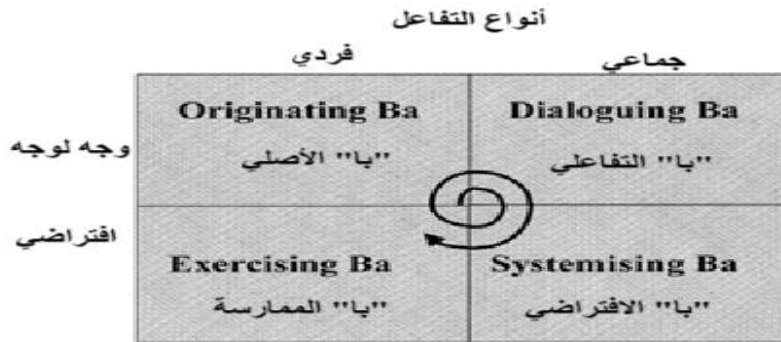 أنواع التفاعل
جماعي
فردي
وجه لوجه
Originating Ba
"با" الأصلي
Dialoguing Ba
"با" التفاعلي
افتراضي
Exercising Ba
"با" الممارسة
Systemising Ba
"با" الافتراضي